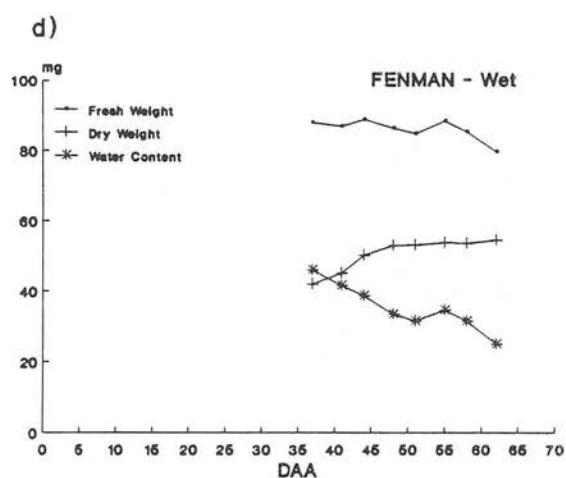 d)
mg
FENMAN - Wet
100
80
60
40
20
0
Fresh Weight
Dry Weight
Water Content
0 5 10 15 20 25 30 35 40 45 50 55 60 65 70
DAA